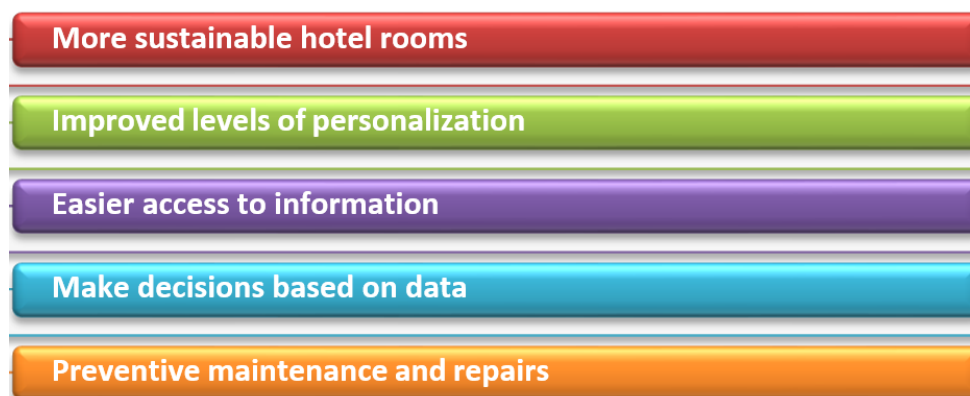 More sustainable hotel rooms
Improved levels of personalization
Easier access to information
Make decisions based on data
Preventive maintenance and repairs